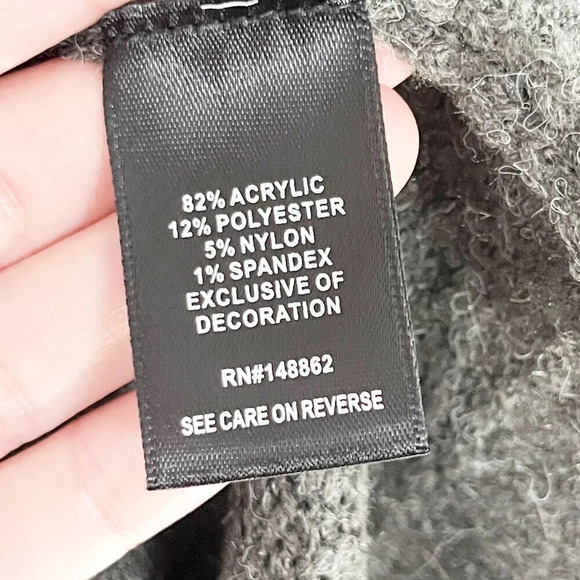 82% ACRYLIC
12% POLYESTER
5% NYLON
1% SPANDEX
EXCLUSIVE OF
DECORATION
RN#148862
SEE CARE ON REVERSE